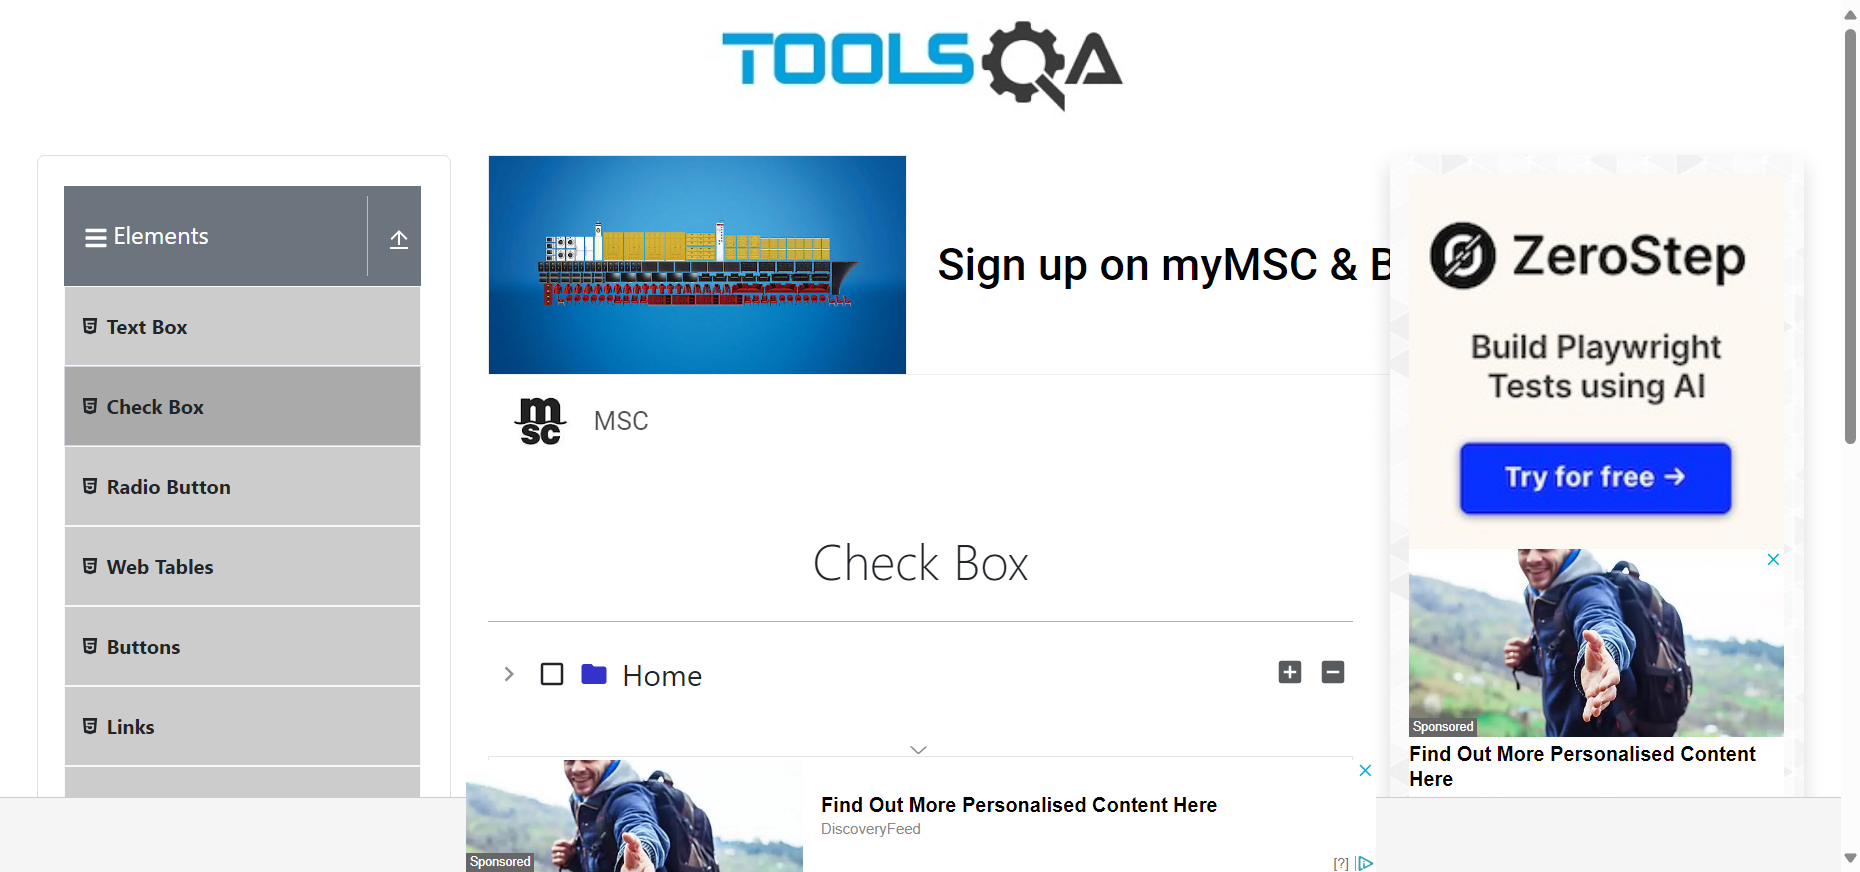 TOOLSQA
Elements
Text Box
Check Box
Radio Button
Web Tables
Buttons
Links
Sign up on myMSC & B
msc
MSC
Check Box
Home
ZeroStep
Build Playwright
Tests using AI
Try for free →
Sponsored
Find Out More Personalised Content
Here
Sponsored
Find Out More Personalised Content Here
DiscoveryFeed
[?]